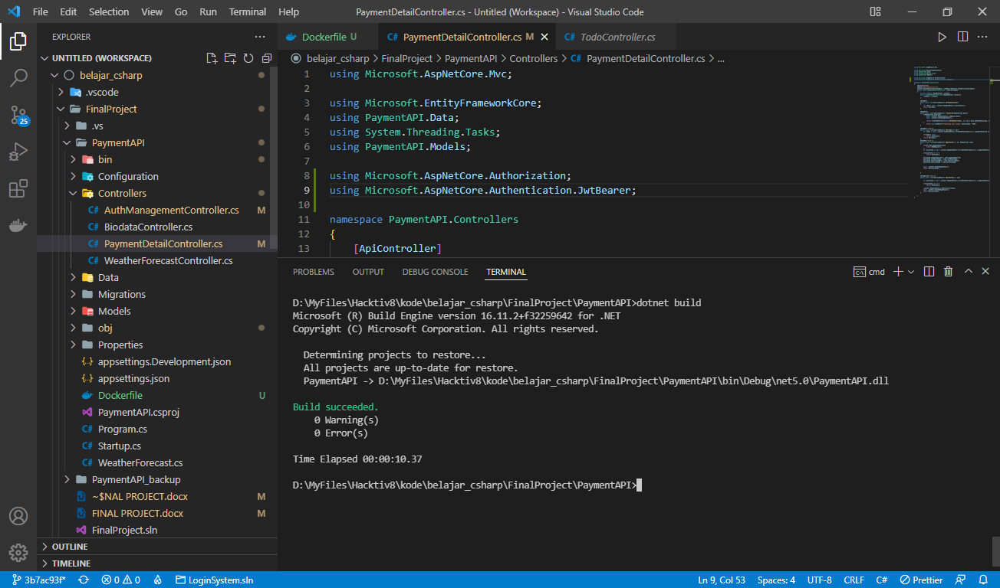 File Edit Selection View Go Run Terminal Help PaymentDetailController.cs - Untitled (Workspace) - Visual Studio Code
EXPLORER
UNTITLED (WORKSPACE)
belajar_csharp
.vscode
FinalProject
.vs
PaymentAPI
bin
Configuration
Controllers
C# AuthManagementController.cs M
C# BiodataController.cs
C# PaymentDetailController.cs M
C# WeatherForecastController.cs
Data
Migrations
Models
obj
Properties
{..} appsettings.Development.json
{..} appsettings.json
Dockerfile U
PaymentAPI.csproj
C# Program.cs
C# Startup.cs
C# WeatherForecast.cs
PaymentAPI_backup
~$NAL PROJECT.docx M
FINAL PROJECT.docx M
FinalProject.sln
OUTLINE
TIMELINE
25
Dockerfile U C# PaymentDetailController.cs M C# TodoController.cs
belajar_csharp > FinalProject > PaymentAPI > Controllers > C# PaymentDetailController.cs > ...
1 using Microsoft.AspNetCore.Mvc;
2
3 using Microsoft.EntityFrameworkCore;
4 using PaymentAPI.Data;
5 using System.Threading.Tasks;
6 using PaymentAPI.Models;
7
8 using Microsoft.AspNetCore.Authorization;
9 using Microsoft.AspNetCore.Authentication.JwtBearer;
10
11 namespace PaymentAPI.Controllers
12 {
13 [ApiController]
PROBLEMS OUTPUT DEBUG CONSOLE TERMINAL cmd
D:\MyFiles\Hacktiv8\kode\belajar_csharp\FinalProject\PaymentAPI>dotnet build
Microsoft (R) Build Engine version 16.11.2+f32259642 for .NET
Copyright (C) Microsoft Corporation. All rights reserved.
Determining projects to restore...
All projects are up-to-date for restore.
PaymentAPI -> D:\MyFiles\Hacktiv8\kode\belajar_csharp\FinalProject\PaymentAPI\bin\Debug\net5.0\PaymentAPI.dll
Build succeeded.
0 Warning(s)
0 Error(s)
Time Elapsed 00:00:10.37
D:\MyFiles\Hacktiv8\kode\belajar_csharp\FinalProject\PaymentAPI>
3b7ac93f* 0 0 LoginSystem.sln Ln 9, Col 53 Spaces: 4 UTF-8 CRLF C# Prettier